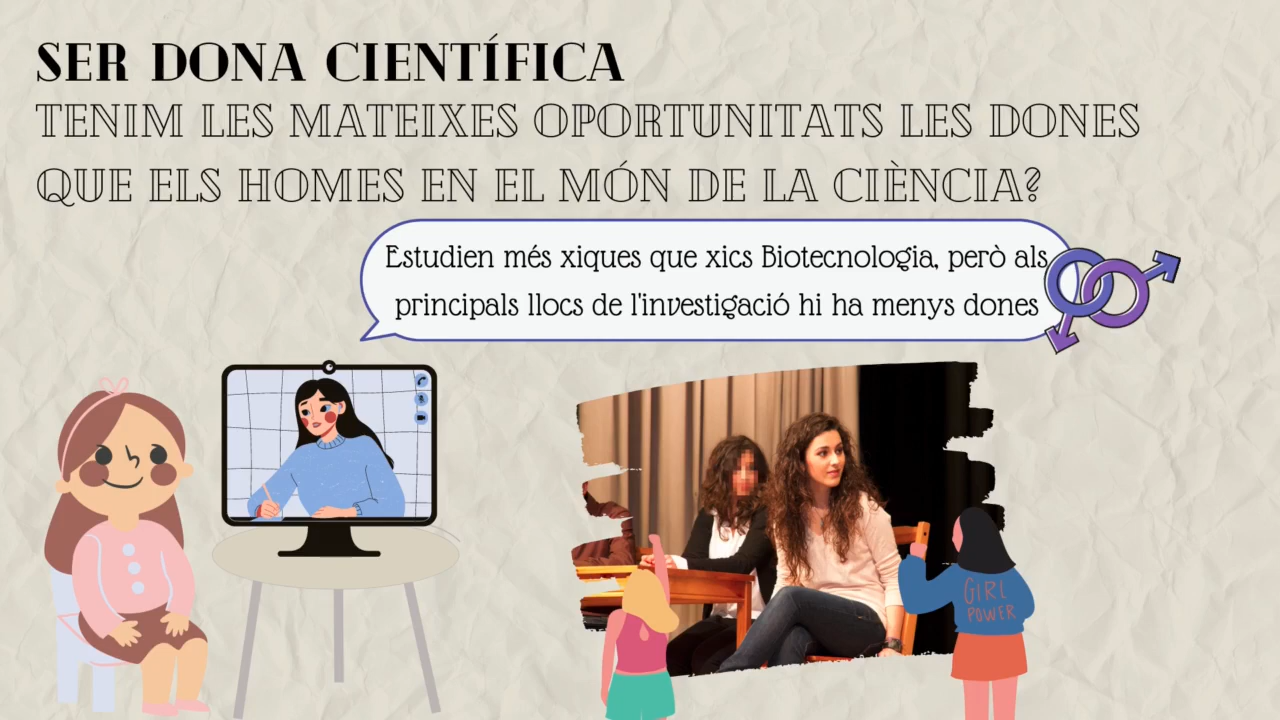 SER DONA CIENTÍFICA
TENIM LES MATEIXES OPORTUNITATS LES DONES
QUE ELS HOMES EN EL MÓN DE LA CIÈNCIA?
Estudien més xiques que xics Biotecnologia, però als
principals llocs de l'investigació hi ha menys dones
GIRL
POWER